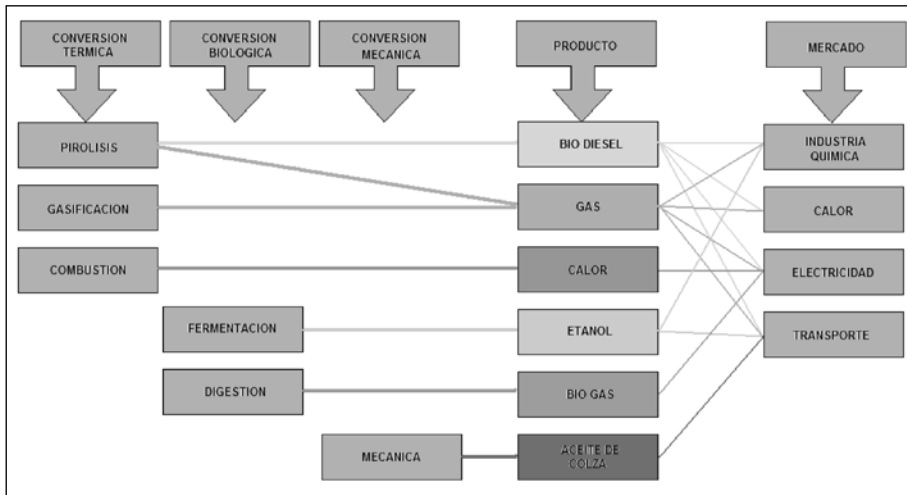 CONVERSION
TERMICA
CONVERSION
BIOLOGICA
CONVERSION
MECANICA
PRODUCTO
MERCADO
PIROLISIS
BIO DIESEL
INDUSTRIA
QUIMICA
GASIFICACION
GAS
CALOR
COMBUSTION
CALOR
ELECTRICIDAD
FERMENTACION
ETANOL
TRANSPORTE
DIGESTION
BIO GAS
MECANICA
ACEITE DE
COLZA